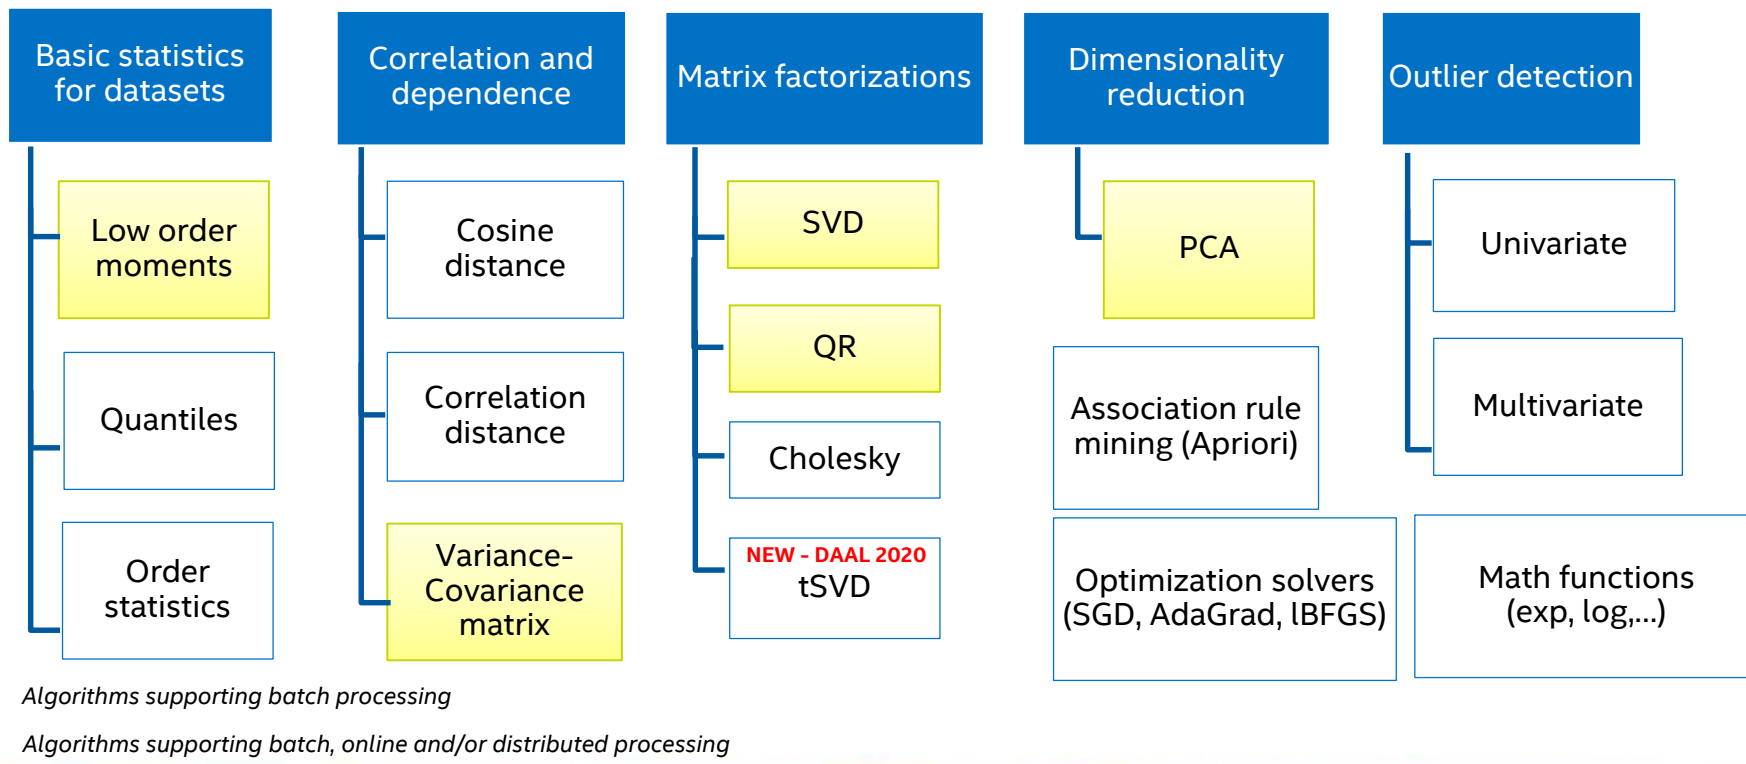 Basic statistics
for datasets
Low order
moments
Quantiles
Order
statistics
Correlation and
dependence
Cosine
distance
Correlation
distance
Variance-
Covariance
matrix
Matrix factorizations
SVD
QR
Cholesky
NEW - DAAL 2020
tSVD
Dimensionality
reduction
PCA
Association rule
mining (Apriori)
Optimization solvers
(SGD, AdaGrad, lBFGS)
Outlier detection
Univariate
Multivariate
Math functions
(exp, log,...)
Algorithms supporting batch processing
Algorithms supporting batch, online and/or distributed processing